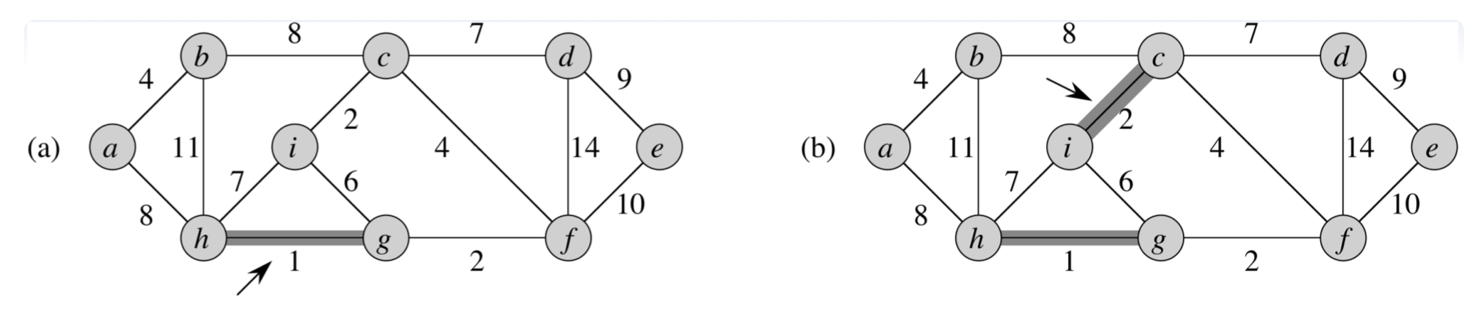 8 7 8 7
b c d b c d
4 9 4 9
2 2
(a) a 11 i 4 14 e (b) a 11 i 4 14 e
7 6 7 6
8 10 8 10
h g f h g f
1 2 1 2